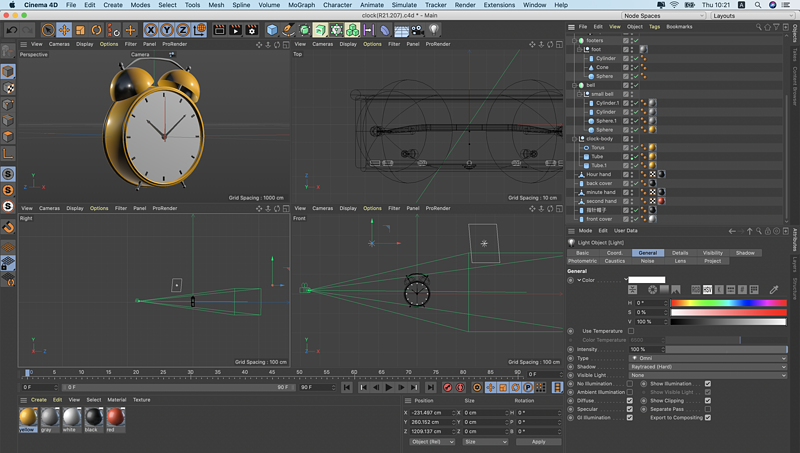 Cinema 4D File Edit Create Modes Select Tools Mesh Spline Volume MoGraph Character Animate Simulate Tracker Render Extensions Window Help Thu 10:21
clock(R21.207).c4d * - Main
Node Spaces Layouts
View Cameras Display Options Filter Panel ProRender
View Cameras Display Options Filter Panel ProRender
File Edit View Object Tags Bookmarks
Perspective Camera Top
footers
foot
Cylinder
Cone
Sphere
bell
small bell
Cylinder.1
Cylinder
Sphere.1
Sphere
clock-body
Torus
Tube
Tube.1
Hour hand
back cover
minute hand
second hand
front cover
Grid Spacing : 1000 cm Grid Spacing : 10 cm
View Cameras Display Options Filter Panel ProRender
View Cameras Display Options Filter Panel ProRender
Right Front
Grid Spacing : 100 cm Grid Spacing : 100 cm
Mode Edit User Data
Light Object [Light]
Basic Coord. General Details Visibility Shadow
Photometric Caustics Noise Lens Project
General
Color
H 0 °
S 0 %
V 100 %
Use Temperature
Color Temperature
Intensity 100 %
Type Omni
Shadow Raytraced (Hard)
Visible Light None
No Illumination Show Illumination
Ambient Illumination Show Visible Light
Diffuse Show Clipping
Specular Separate Pass
GI Illumination Export to Compositing
Objects
Takes
Content Browser
Attributes
Layers
Structure
0 10 20 30 40 50 60 70 80 90 0 F
0 F 0 F 90 F 90 F
Create Edit View Select Material Texture
yellow gray white black red
Position Size Rotation
X -231.497 cm X 0 cm H 0 °
Y 260.152 cm Y 0 cm P 0 °
Z 1209.137 cm Z 0 cm B 0 °
Object (Rel) Size Apply